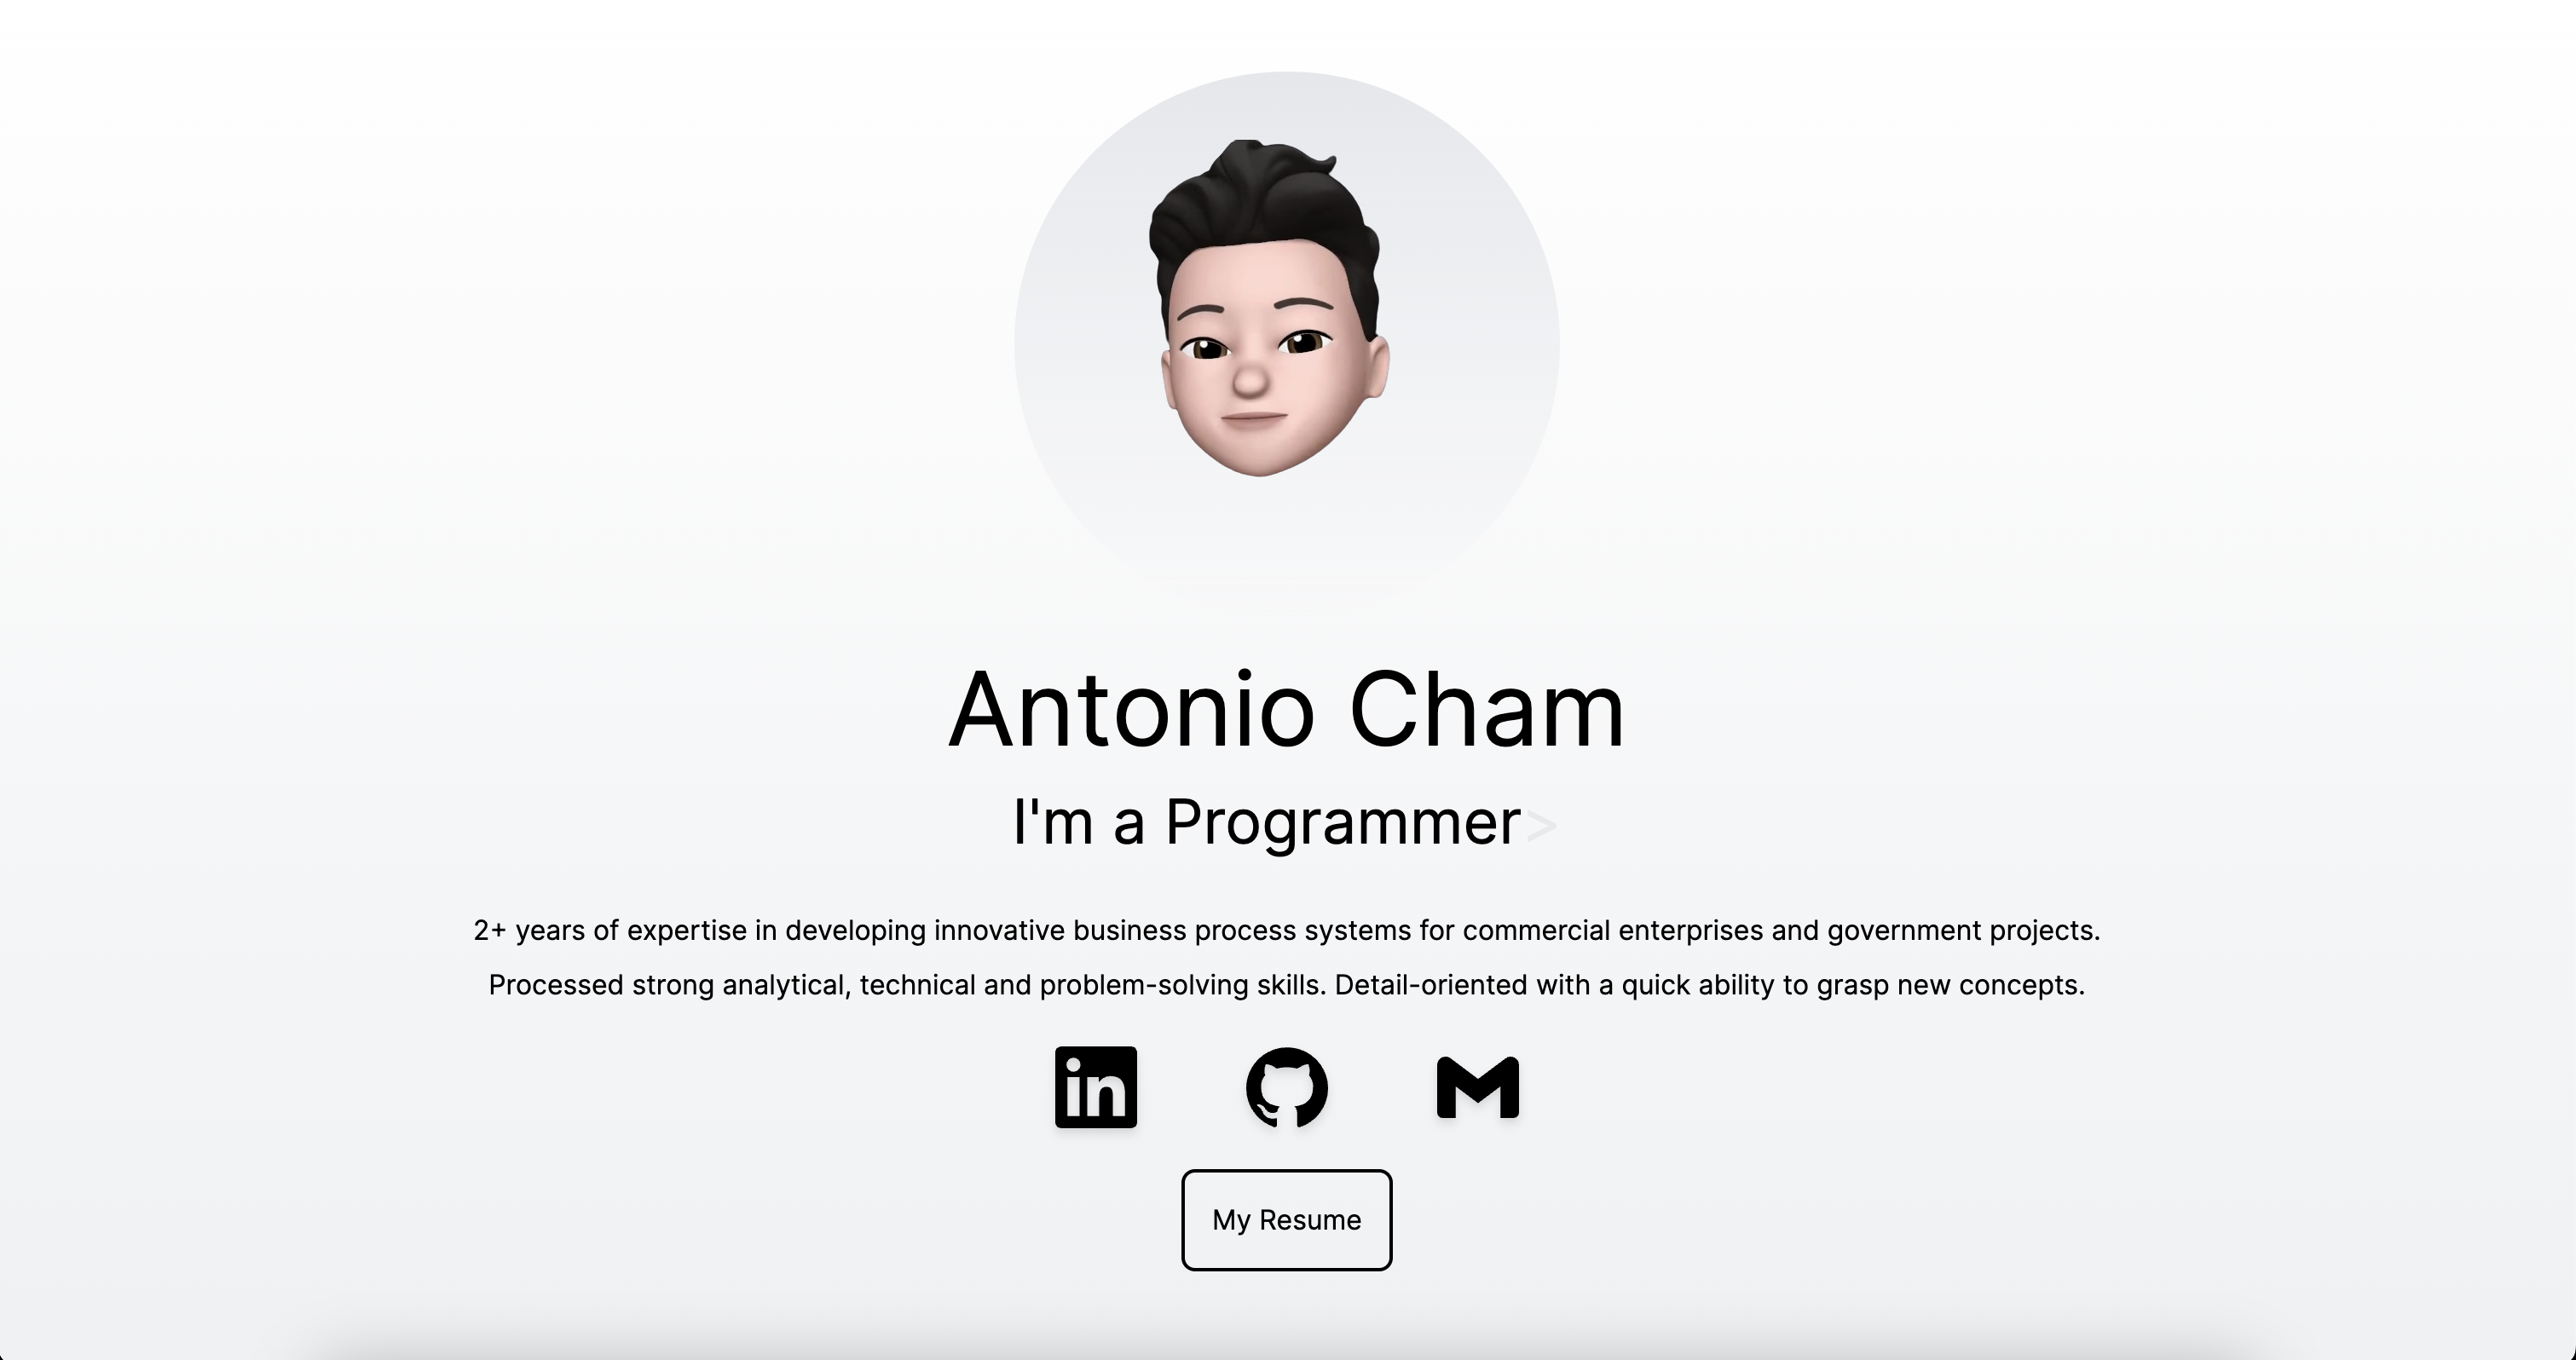 Antonio Cham
I'm a Programmer>
2+ years of expertise in developing innovative business process systems for commercial enterprises and government projects.
Processed strong analytical, technical and problem-solving skills. Detail-oriented with a quick ability to grasp new concepts.
in
My Resume